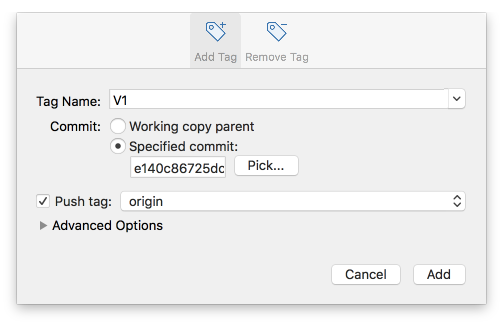 Add Tag Remove Tag
Tag Name: V1
Commit: Working copy parent
Specified commit:
e140c86725dc Pick...
Push tag: origin
Advanced Options
Cancel Add